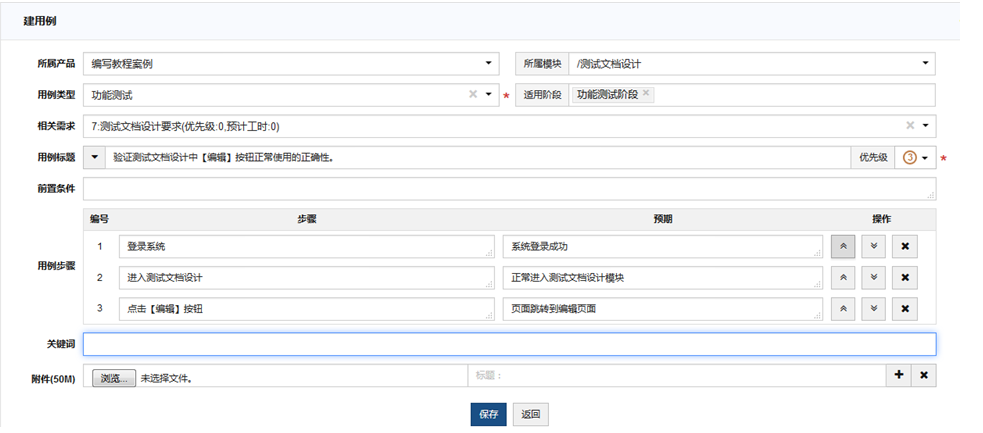 建用例
所属产品 编写教程案例 所属模块 /测试文档设计
用例类型 功能测试 * 适用阶段 功能测试阶段 ×
相关需求 7:测试文档设计要求(优先级:0,预计工时:0)
用例标题 验证测试文档设计中【编辑】按钮正常使用的正确性。 优先级 3 *
前置条件
编号 步骤 预期 操作
1 登录系统 系统登录成功
用例步骤 2 进入测试文档设计 正常进入测试文档设计模块
3 点击【编辑】按钮 页面跳转到编辑页面
关键词
附件(50M) 浏览... 未选择文件。 标题：
保存 返回